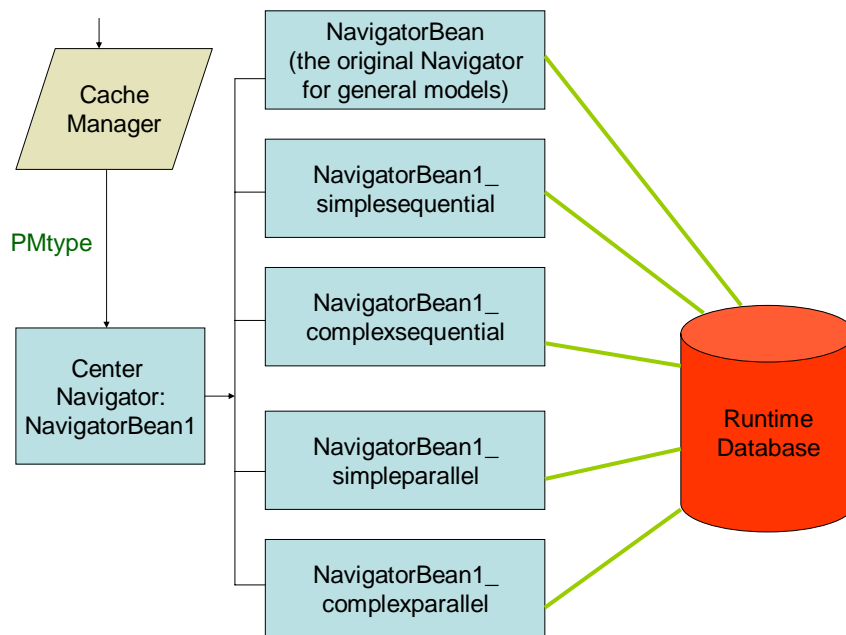 Cache
Manager
PMtype
Center
Navigator:
NavigatorBean1
NavigatorBean
(the original Navigator
for general models)
NavigatorBean1_
simplesequential
NavigatorBean1_
complexsequential
NavigatorBean1_
simpleparallel
NavigatorBean1_
complexparallel
Runtime
Database